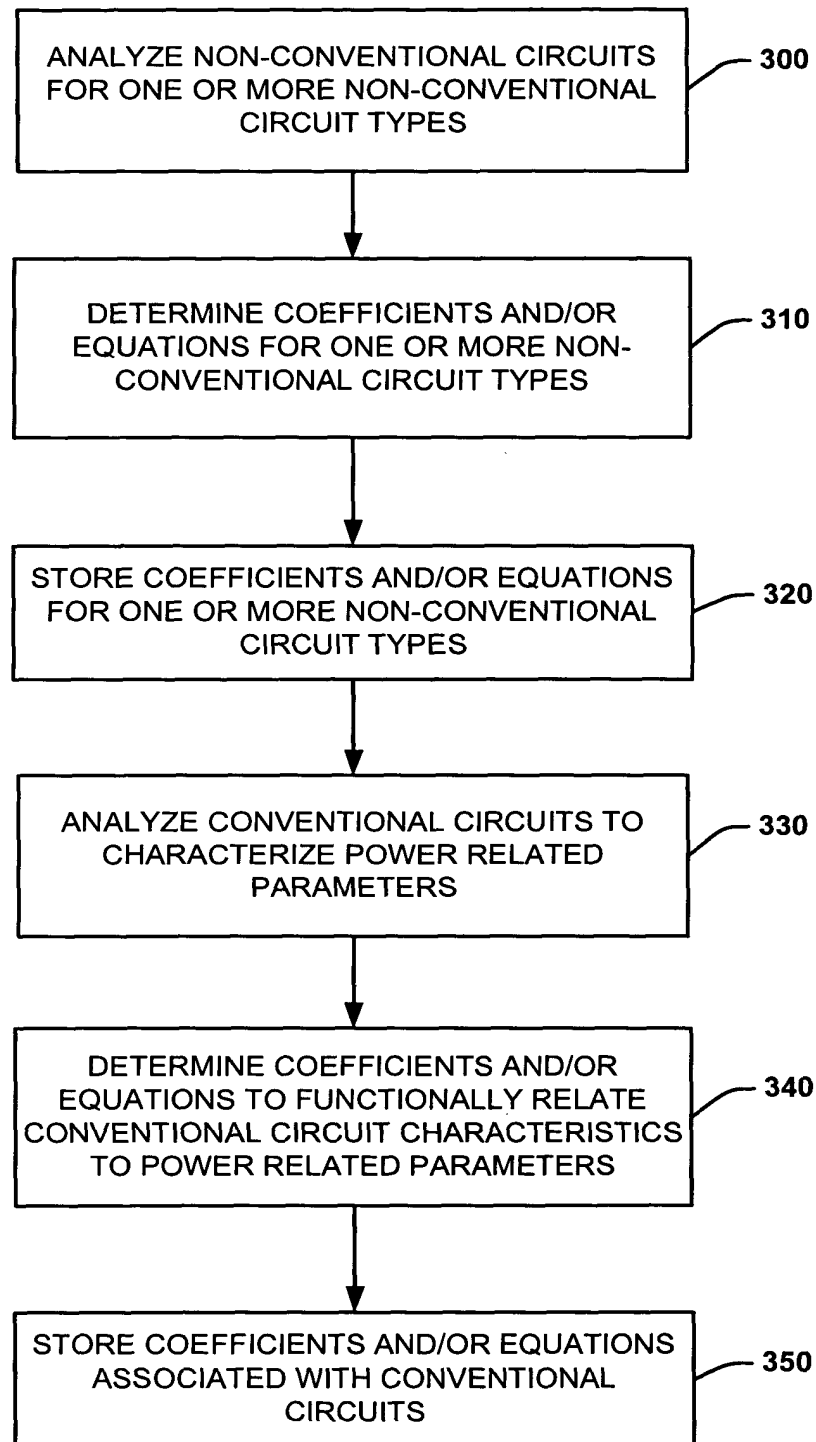 ANALYZE NON-CONVENTIONAL CIRCUITS
FOR ONE OR MORE NON-CONVENTIONAL
CIRCUIT TYPES
300
DETERMINE COEFFICIENTS AND/OR
EQUATIONS FOR ONE OR MORE NON-
CONVENTIONAL CIRCUIT TYPES
310
STORE COEFFICIENTS AND/OR EQUATIONS
FOR ONE OR MORE NON-CONVENTIONAL
CIRCUIT TYPES
320
ANALYZE CONVENTIONAL CIRCUITS TO
CHARACTERIZE POWER RELATED
PARAMETERS
330
DETERMINE COEFFICIENTS AND/OR
EQUATIONS TO FUNCTIONALLY RELATE
CONVENTIONAL CIRCUIT CHARACTERISTICS
TO POWER RELATED PARAMETERS
340
STORE COEFFICIENTS AND/OR EQUATIONS
ASSOCIATED WITH CONVENTIONAL
CIRCUITS
350